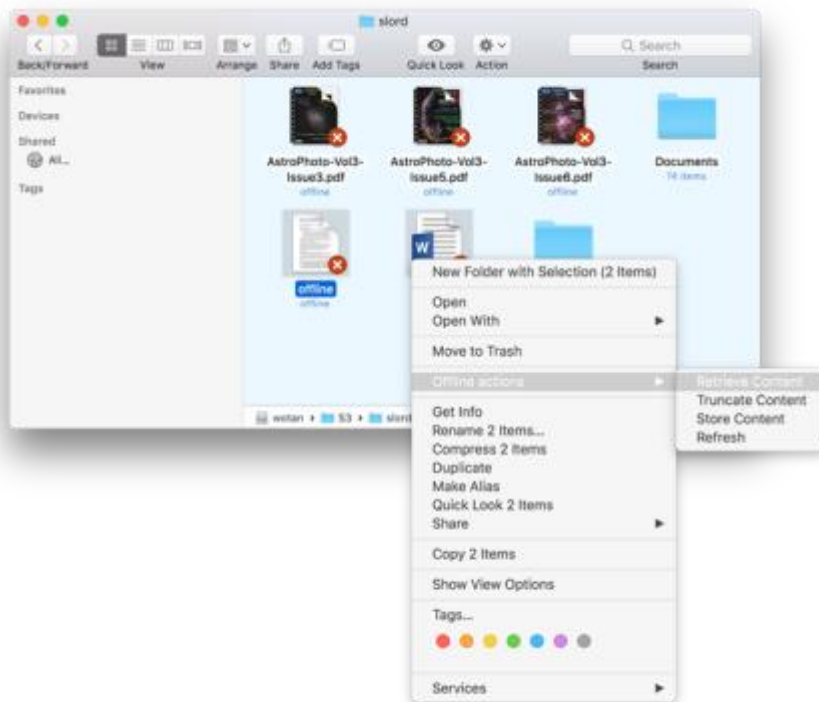 slord
Back/Forward View Arrange Share Add Tags Quick Look Action Search
Search
Favorites
Devices
Shared
All...
Tags
AstroPhoto-Vol3-
Issue3.pdf
offline
AstroPhoto-Vol3-
Issue5.pdf
offline
AstroPhoto-Vol3-
Issue6.pdf
offline
Documents
W
offline
offline
wotan S3 slord
New Folder with Selection (2 Items)
Open
Open With
Move to Trash
Offline actions
Retrieve Content
Truncate Content
Store Content
Refresh
Get Info
Rename 2 Items...
Compress 2 Items
Duplicate
Make Alias
Quick Look 2 Items
Share
Copy 2 Items
Show View Options
Tags...
Services